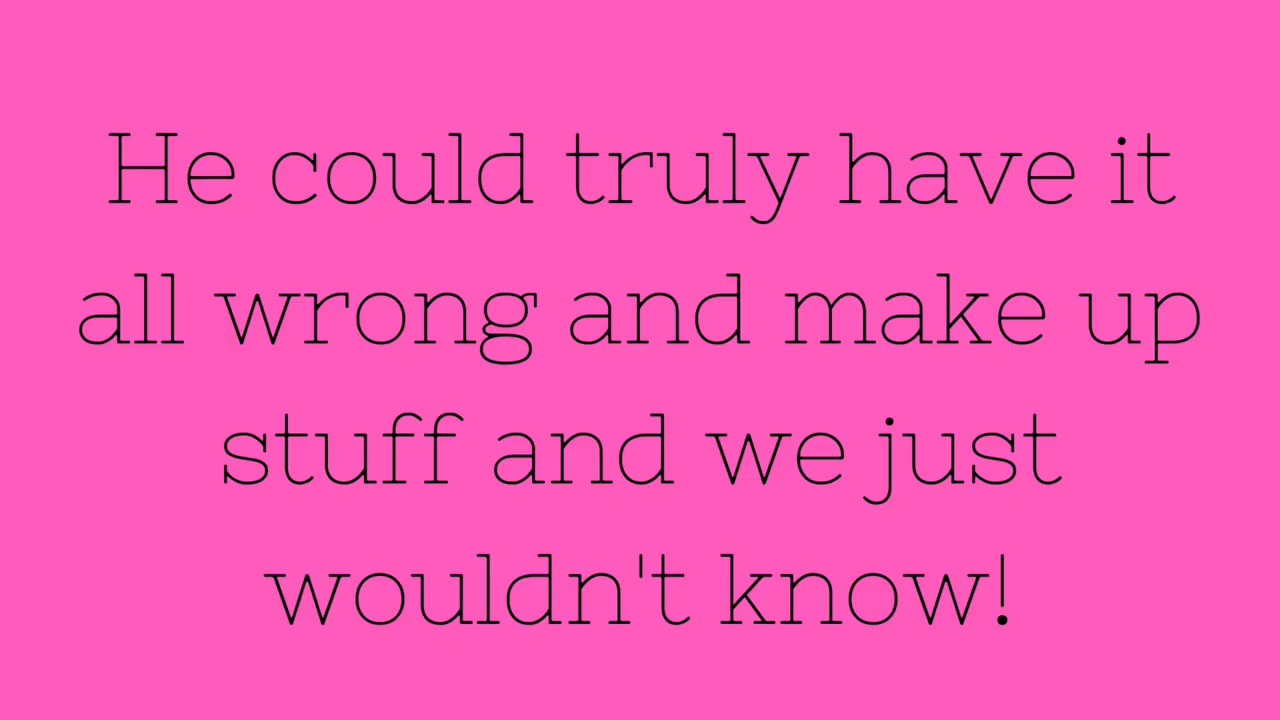 He could truly have it
all wrong and make up
stuff and we just
wouldn't know!